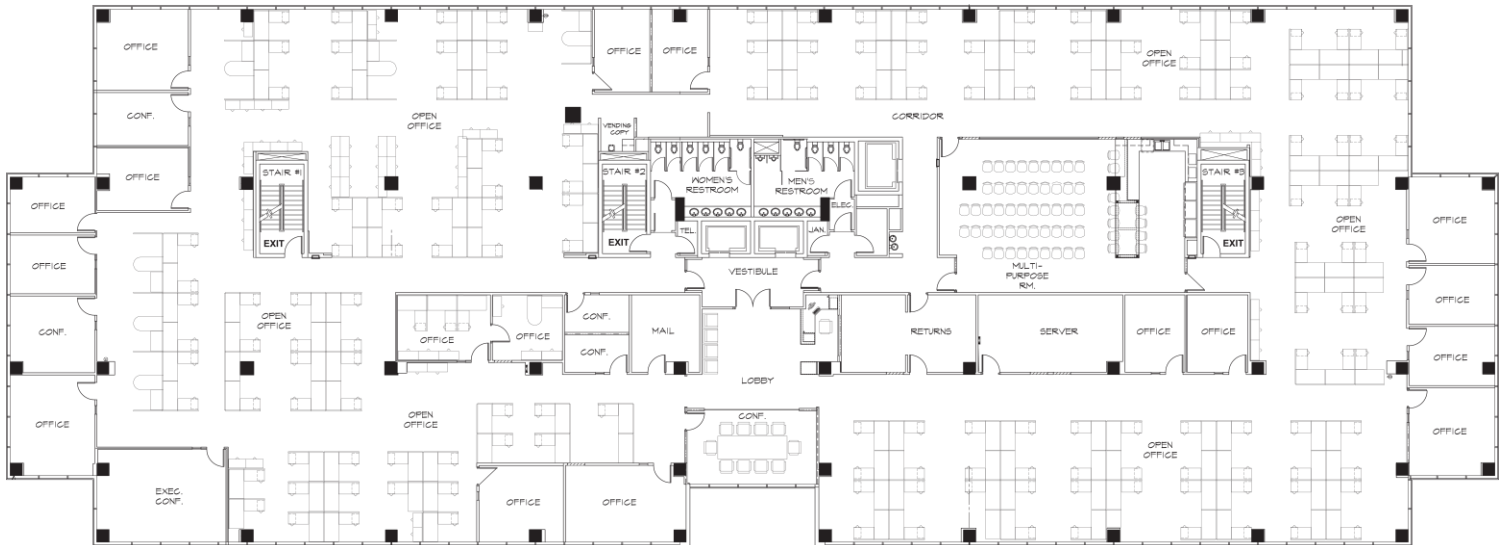 OFFICE
OFFICE
OFFICE
OPEN
OFFICE
CONF.
OPEN
OFFICE
CORRIDOR
VENDING
COPY
OFFICE
STAIR #1
EXIT
STAIR #2
EXIT
WOMEN'S
RESTROOM
MEN'S
RESTROOM
ELEC.
TEL.
JAN.
STAIR #3
EXIT
OFFICE
OFFICE
OPEN
OFFICE
OFFICE
VESTIBULE
MULTI-
PURPOSE
RM.
OFFICE
OFFICE
CONF.
OPEN
OFFICE
OFFICE
OFFICE
CONF.
CONF.
MAIL
RETURNS
SERVER
OFFICE
OFFICE
OFFICE
LOBBY
OFFICE
OPEN
OFFICE
CONF.
OPEN
OFFICE
OFFICE
EXEC.
CONF.
OFFICE
OFFICE